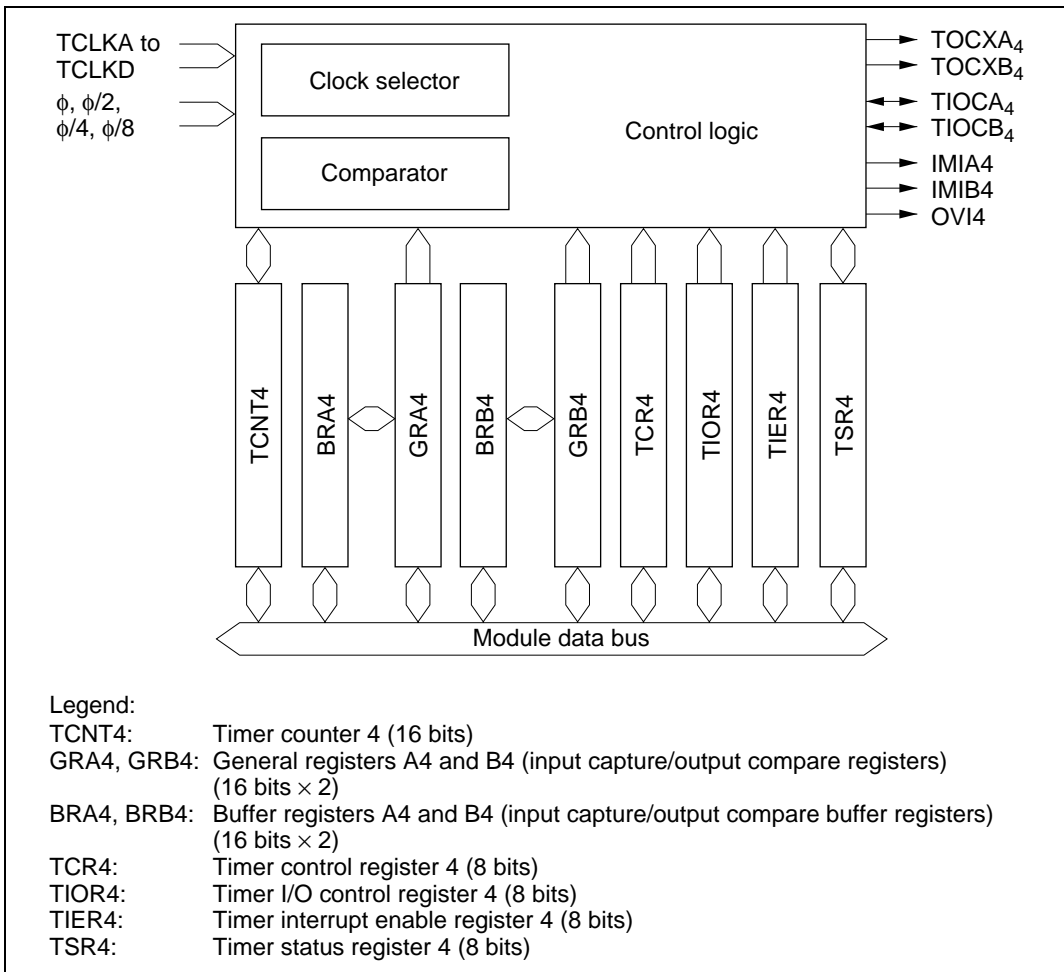 TCLKA to
TCLKD
ϕ, ϕ/2,
ϕ/4, ϕ/8
Clock selector
Comparator
Control logic
TOCXA4
TOCXB4
TIOCA4
TIOCB4
IMIA4
IMIB4
OVI4
TCNT4
BRA4
GRA4
BRB4
GRB4
TCR4
TIOR4
TIER4
TSR4
Module data bus
Legend:
TCNT4: Timer counter 4 (16 bits)
GRA4, GRB4: General registers A4 and B4 (input capture/output compare registers)
(16 bits × 2)
BRA4, BRB4: Buffer registers A4 and B4 (input capture/output compare buffer registers)
(16 bits × 2)
TCR4: Timer control register 4 (8 bits)
TIOR4: Timer I/O control register 4 (8 bits)
TIER4: Timer interrupt enable register 4 (8 bits)
TSR4: Timer status register 4 (8 bits)